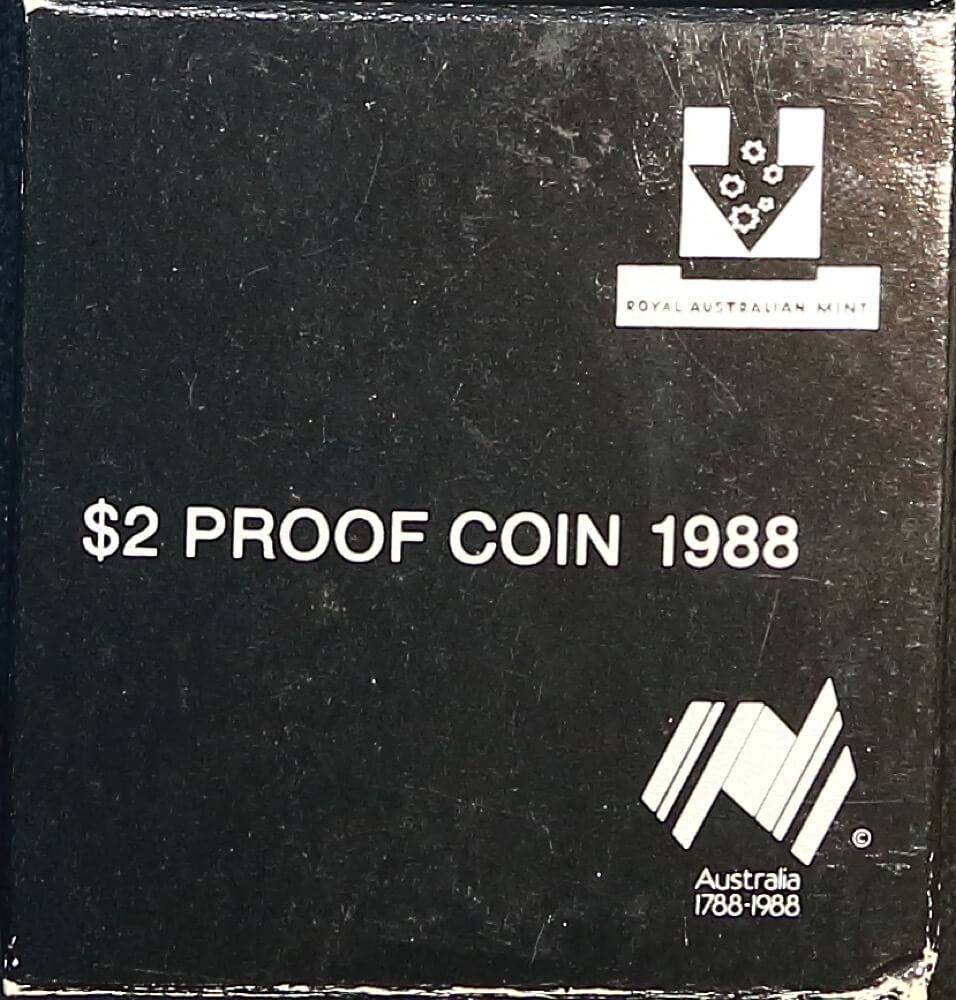 ROYAL AUSTRALIAN MINT
$2 PROOF COIN 1988
©
Australia
1788-1988